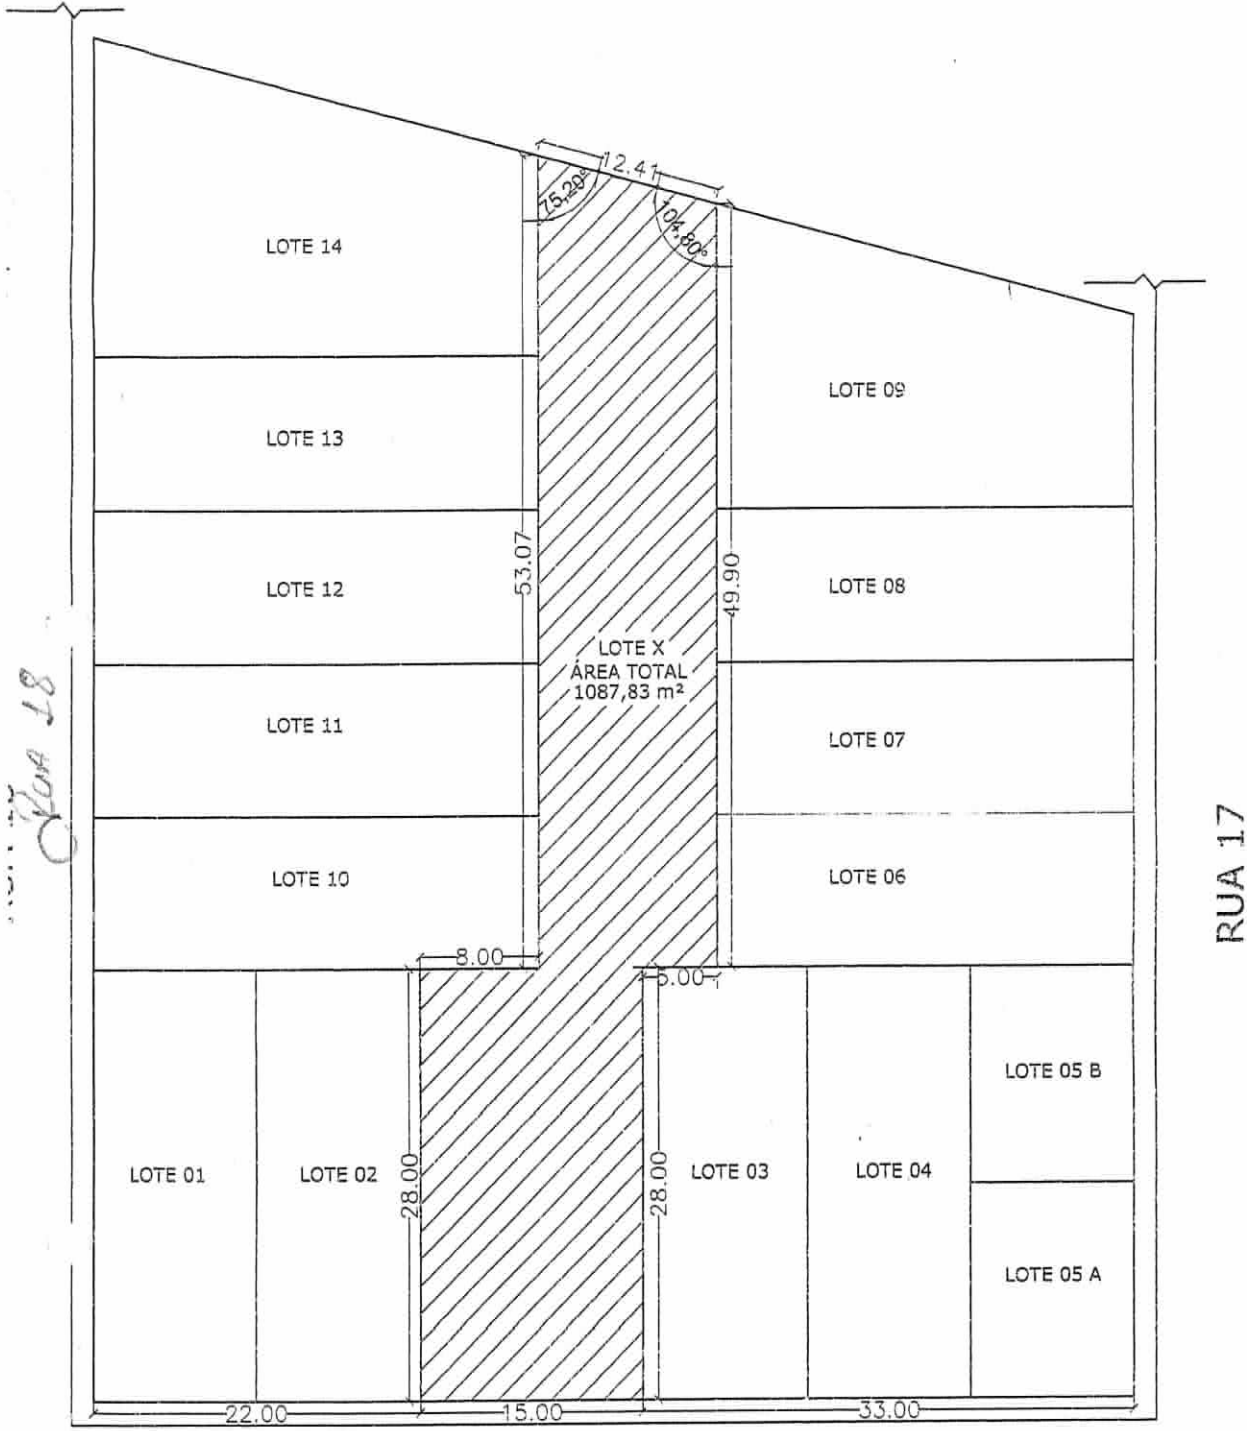 12.41
75,20°
104,80°
LOTE 14
LOTE 09
LOTE 13
53.07
49.90
LOTE 12
LOTE 08
LOTE X
ÁREA TOTAL
1087,83 m²
LOTE 11
LOTE 07
Rua 18
RUA 17
LOTE 10
LOTE 06
8.00
5.00
LOTE 05 B
LOTE 01
LOTE 02
28.00
28.00
LOTE 03
LOTE 04
LOTE 05 A
22.00
15.00
33.00